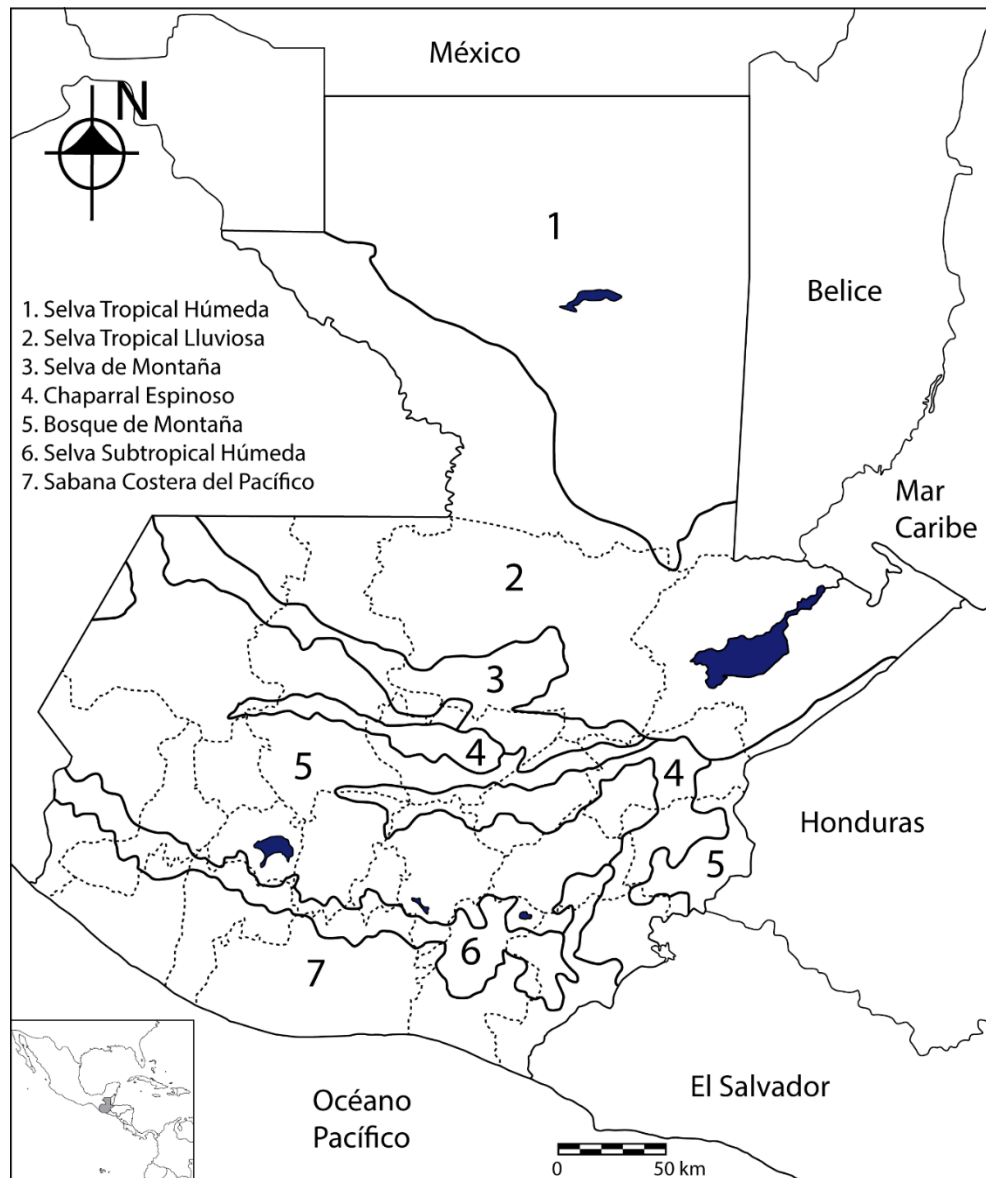 México
N
1
Belice
1. Selva Tropical Húmeda
2. Selva Tropical Lluviosa
3. Selva de Montaña
4. Chaparral Espinoso
5. Bosque de Montaña
6. Selva Subtropical Húmeda
7. Sabana Costera del Pacífico
Mar
Caribe
2
3
4
4
5
Honduras
5
6
7
El Salvador
Océano
Pacífico
0 50 km